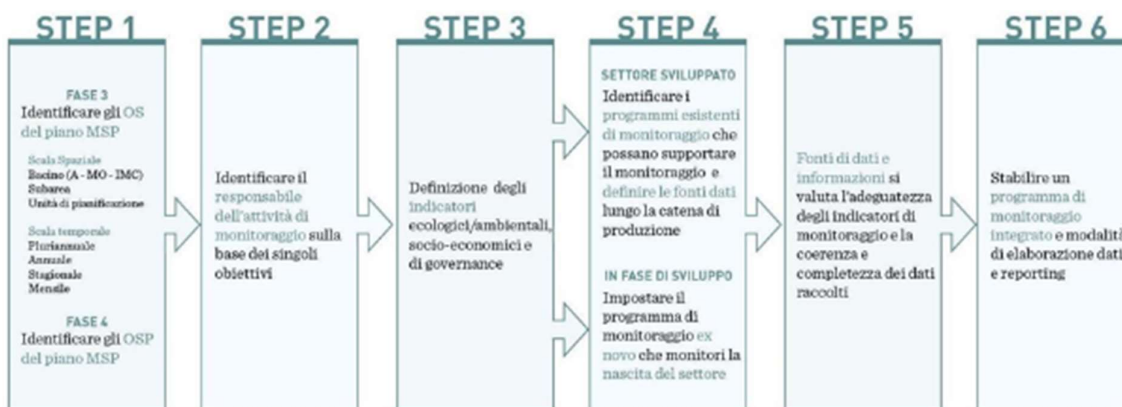 STEP 1
FASE 3
Identificare gli OS
del piano MSP
Scala Spaziale
Bacino (A - MO - IMC)
Subarea
Unità di pianificazione
Scala temporale
Pluriannuale
Annuale
Stagionale
Mensile
FASE 4
Identificare gli OSP
del piano MSP
STEP 2
Identificare il
responsabile
dell'attività di
monitoraggio sulla
base dei singoli
obiettivi
STEP 3
Definizione degli
indicatori
ecologici/ambientali,
socio-economici e
di governance
STEP 4
SETTORE SVILUPPATO
Identificare i
programmi esistenti
di monitoraggio che
possano supportare
il monitoraggio e
definire le fonti dati
lungo la catena di
produzione
IN FASE DI SVILUPPO
Impostare il
programma di
monitoraggio ex
novo che monitori la
nascita del settore
STEP 5
Fonti di dati e
informazioni si
valuta l'adeguatezza
degli indicatori di
monitoraggio e la
coerenza e
completezza dei dati
raccolti
STEP 6
Stabilire un
programma di
monitoraggio
integrato e modalità
di elaborazione dati
e reporting